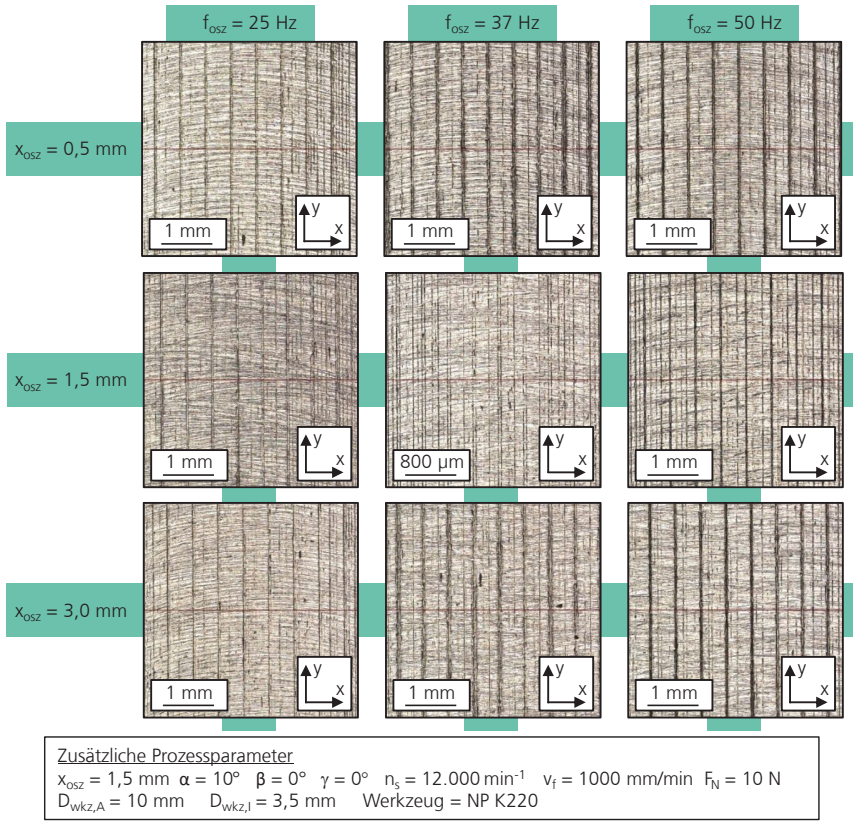 f_osz = 25 Hz f_osz = 37 Hz f_osz = 50 Hz
x_osz = 0,5 mm
y y y
1 mm x 1 mm x 1 mm x
x_osz = 1,5 mm
y y y
1 mm x 800 µm x 1 mm x
x_osz = 3,0 mm
y y y
1 mm x 1 mm x 1 mm x
Zusätzliche Prozessparameter
x_osz = 1,5 mm α = 10° β = 0° γ = 0° n_s = 12.000 min⁻¹ v_f = 1000 mm/min F_N = 10 N
D_wkz,A = 10 mm D_wkz,I = 3,5 mm Werkzeug = NP K220